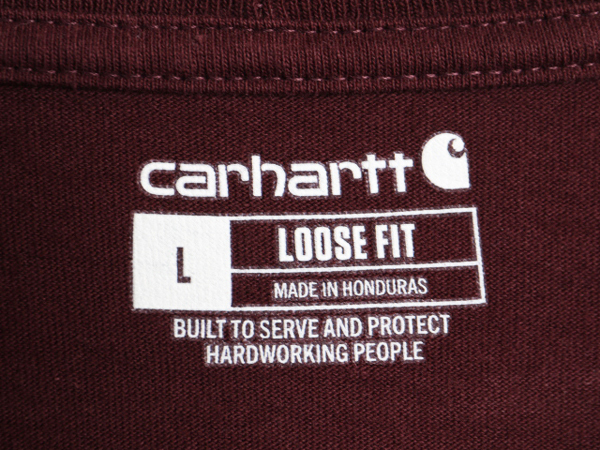 carhartt
L
LOOSE FIT
MADE IN HONDURAS
BUILT TO SERVE AND PROTECT
HARDWORKING PEOPLE